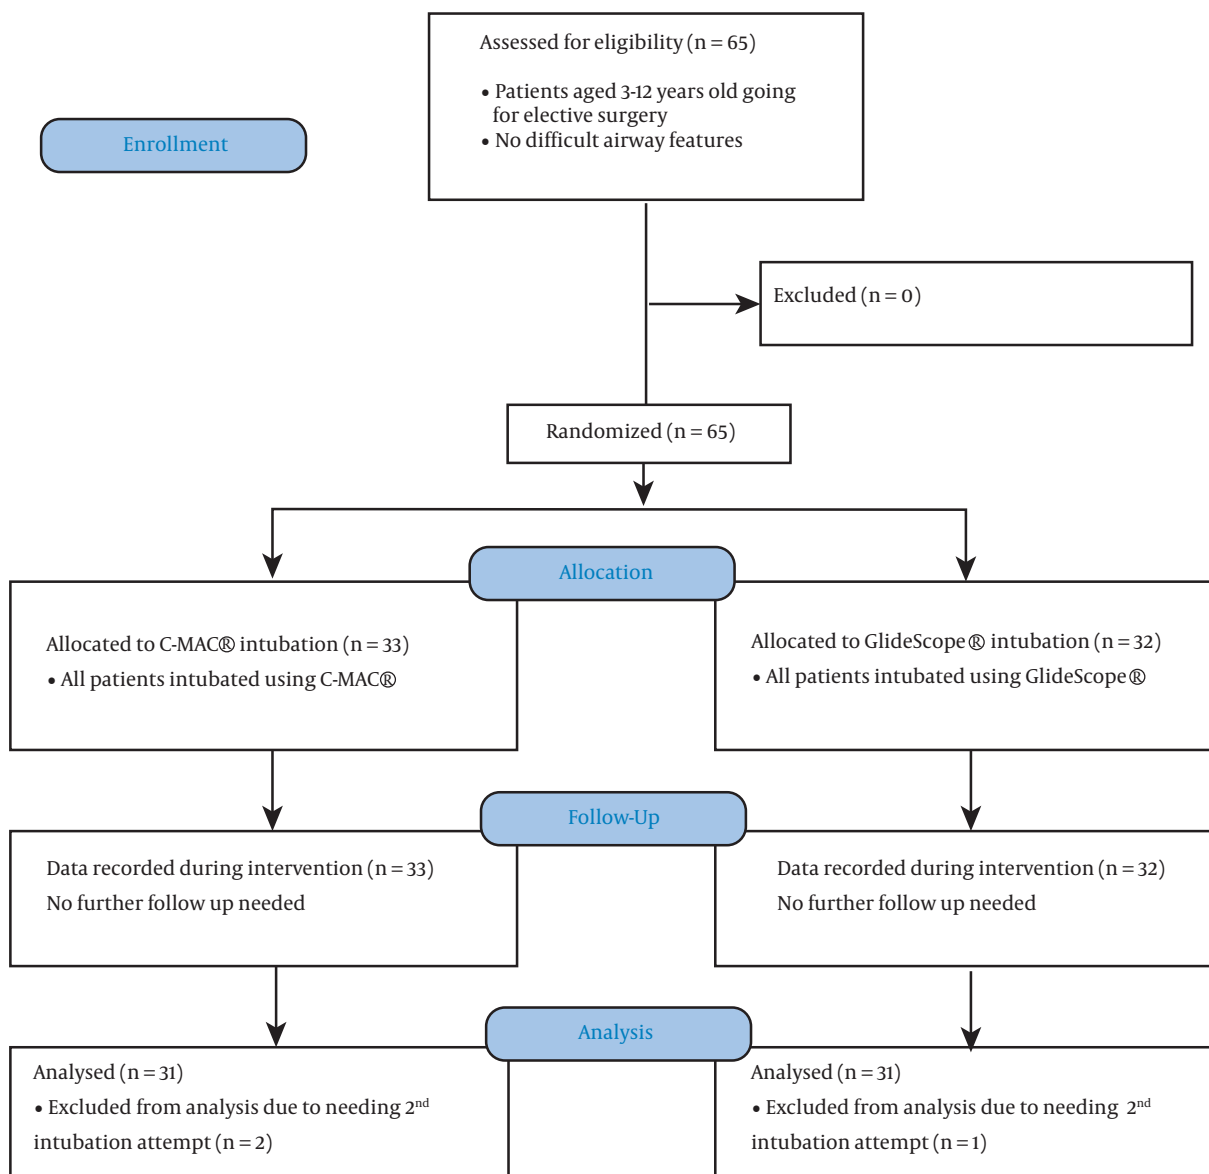 Assessed for eligibility (n = 65)
• Patients aged 3-12 years old going
for elective surgery
• No difficult airway features
Enrollment
Excluded (n = 0)
Randomized (n = 65)
Allocation
Allocated to C-MAC® intubation (n = 33)
• All patients intubated using C-MAC®
Allocated to GlideScope® intubation (n = 32)
• All patients intubated using GlideScope®
Follow-Up
Data recorded during intervention (n = 33)
No further follow up needed
Data recorded during intervention (n = 32)
No further follow up needed
Analysis
Analysed (n = 31)
• Excluded from analysis due to needing 2nd
intubation attempt (n = 2)
Analysed (n = 31)
• Excluded from analysis due to needing 2nd
intubation attempt (n = 1)